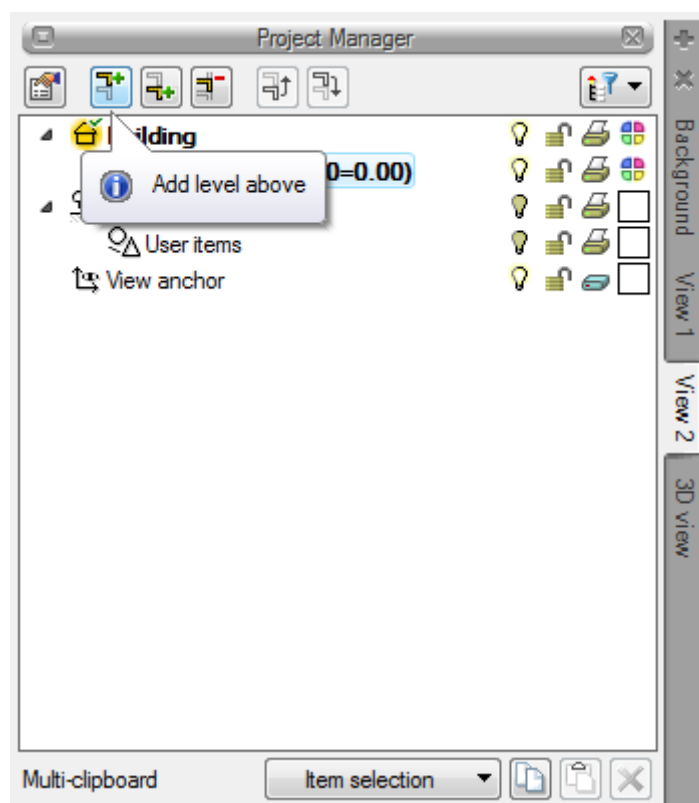 Project Manager
ilding
Add level above
0=0.00)
User items
View anchor
Multi-clipboard
Item selection
Background
View 1
View 2
3D view